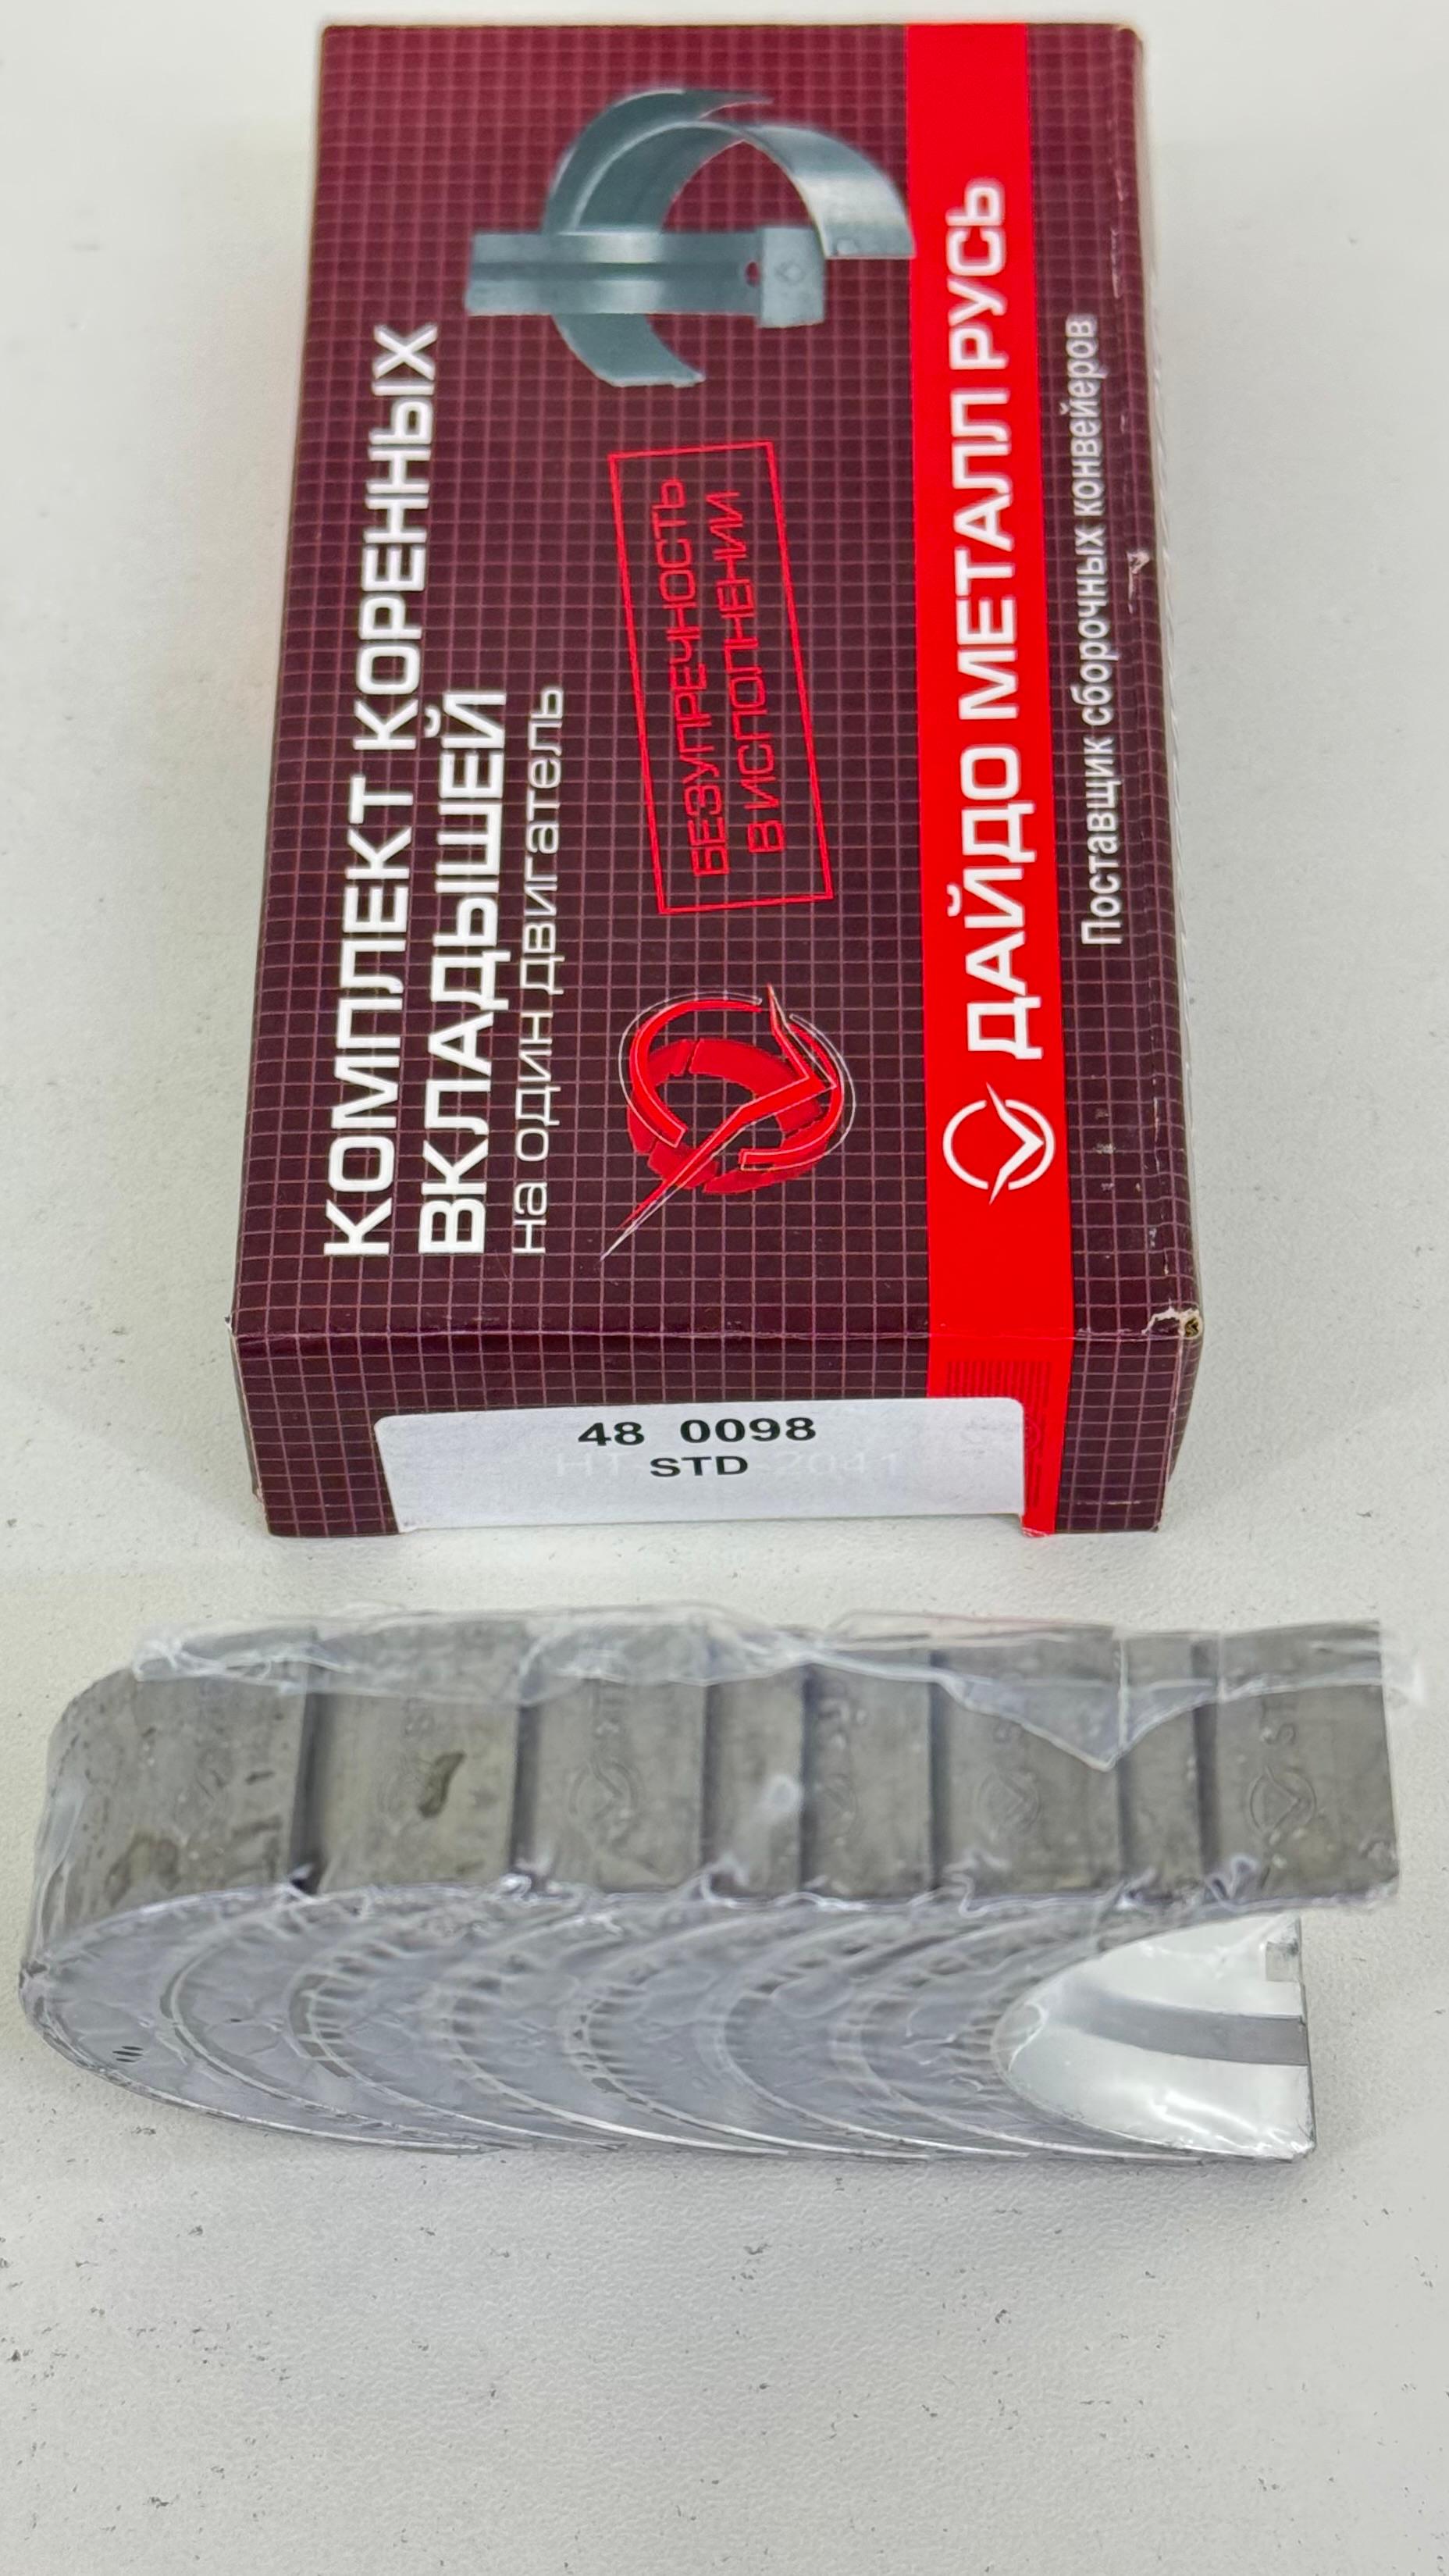 КОМПЛЕКТ КОРЕННЫХ
ВКЛАДЫШЕЙ
на один двигатель
БЕЗУПРЕЧНОСТЬ
В ИСПОЛНЕНИИ
ДАЙДО МЕТАЛЛ РУСЬ
Поставщик сборочных конвейеров
48 0098
STD